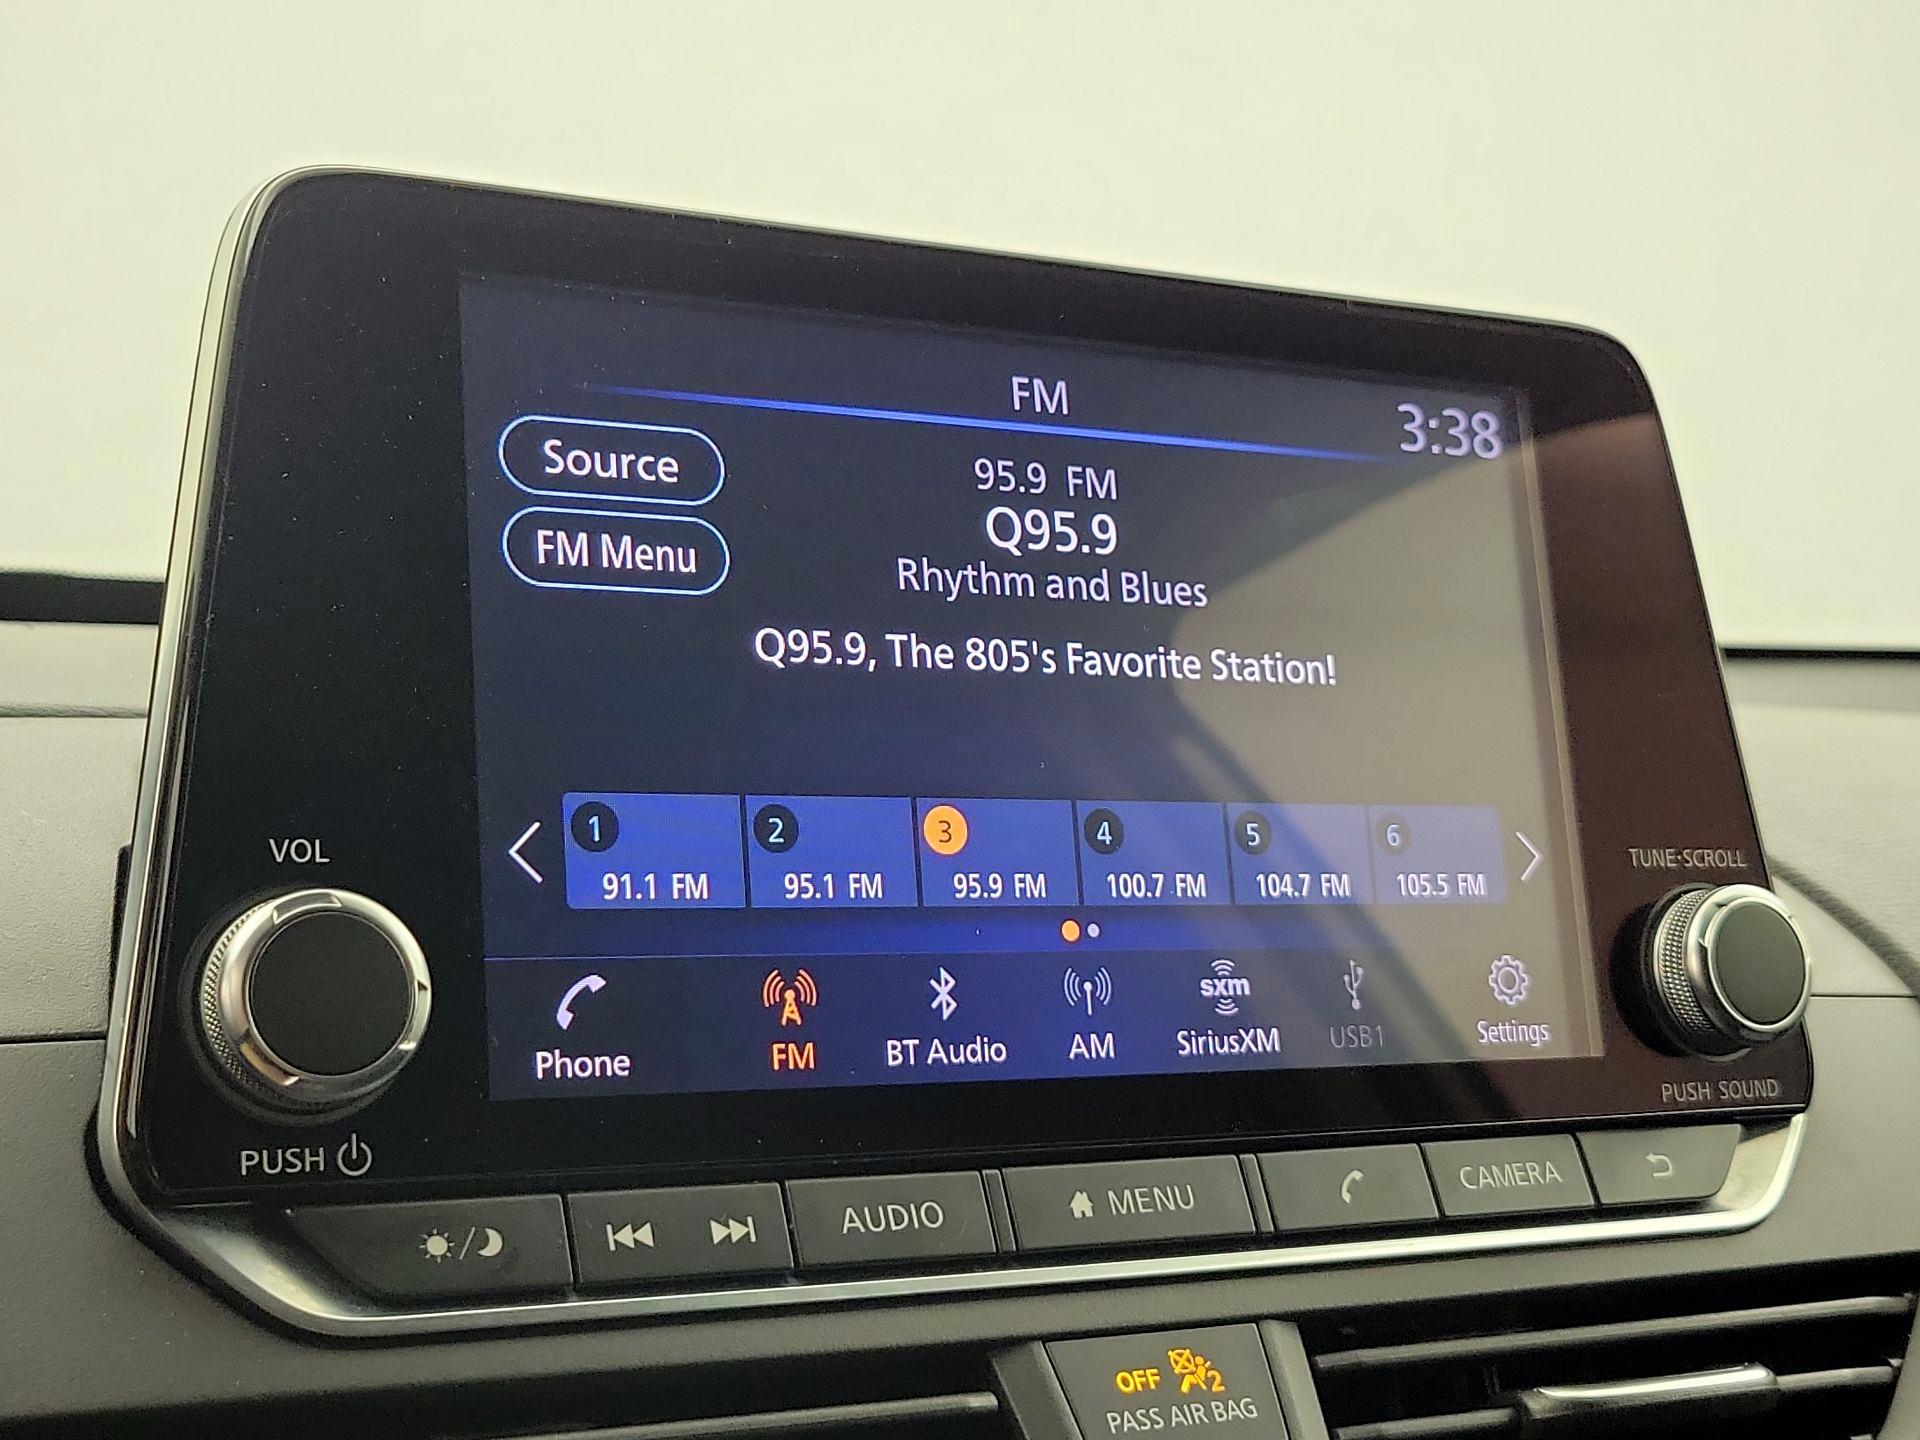 FM
3:38
Source
95.9 FM
Q95.9
FM Menu
Rhythm and Blues
Q95.9, The 805's Favorite Station!
1
2
3
4
5
6
91.1 FM
95.1 FM
95.9 FM
100.7 FM
104.7 FM
105.5 FM
VOL
TUNE·SCROLL
sxm
Phone
FM
BT Audio
AM
SiriusXM
USB1
Settings
PUSH
PUSH SOUND
AUDIO
MENU
CAMERA
OFF
2
PASS AIR BAG